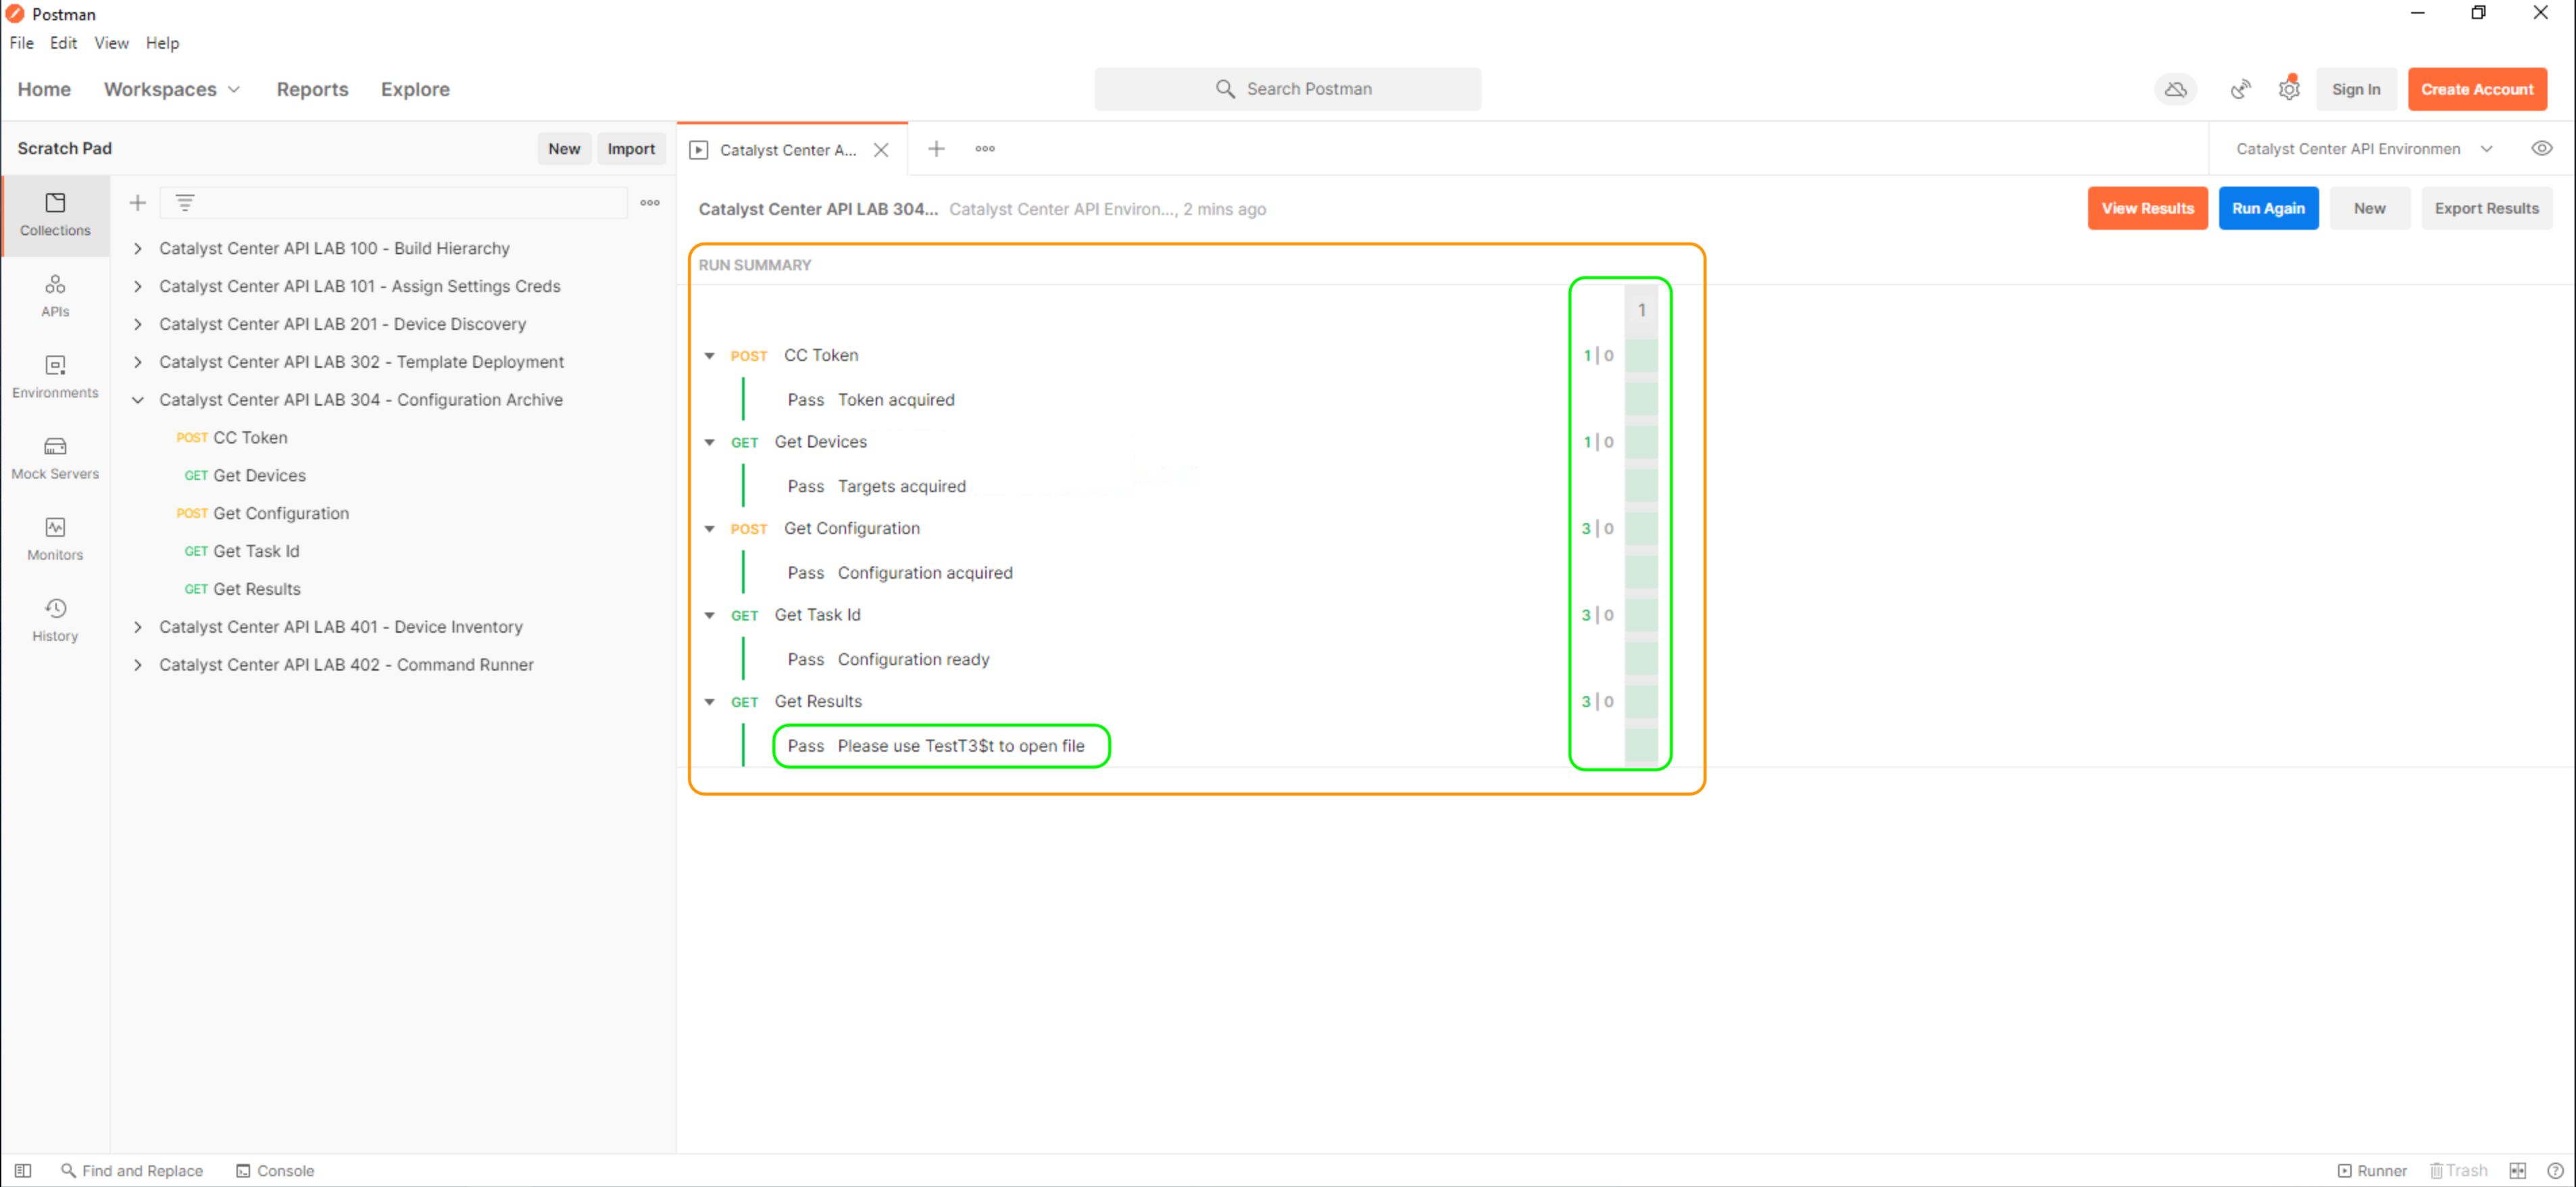 Postman
File Edit View Help
Home Workspaces Reports Explore Search Postman Sign In Create Account
Scratch Pad New Import Catalyst Center A... Catalyst Center API Environmen
Collections
APIs
Environments
Mock Servers
Monitors
History
Catalyst Center API LAB 100 - Build Hierarchy
Catalyst Center API LAB 101 - Assign Settings Creds
Catalyst Center API LAB 201 - Device Discovery
Catalyst Center API LAB 302 - Template Deployment
Catalyst Center API LAB 304 - Configuration Archive
POST CC Token
GET Get Devices
POST Get Configuration
GET Get Task Id
GET Get Results
Catalyst Center API LAB 401 - Device Inventory
Catalyst Center API LAB 402 - Command Runner
Catalyst Center API LAB 304... Catalyst Center API Environ..., 2 mins ago View Results Run Again New Export Results
RUN SUMMARY
1
POST CC Token 1 | 0
Pass Token acquired
GET Get Devices 1 | 0
Pass Targets acquired
POST Get Configuration 3 | 0
Pass Configuration acquired
GET Get Task Id 3 | 0
Pass Configuration ready
GET Get Results 3 | 0
Pass Please use TestT3$t to open file
Find and Replace Console Runner Trash